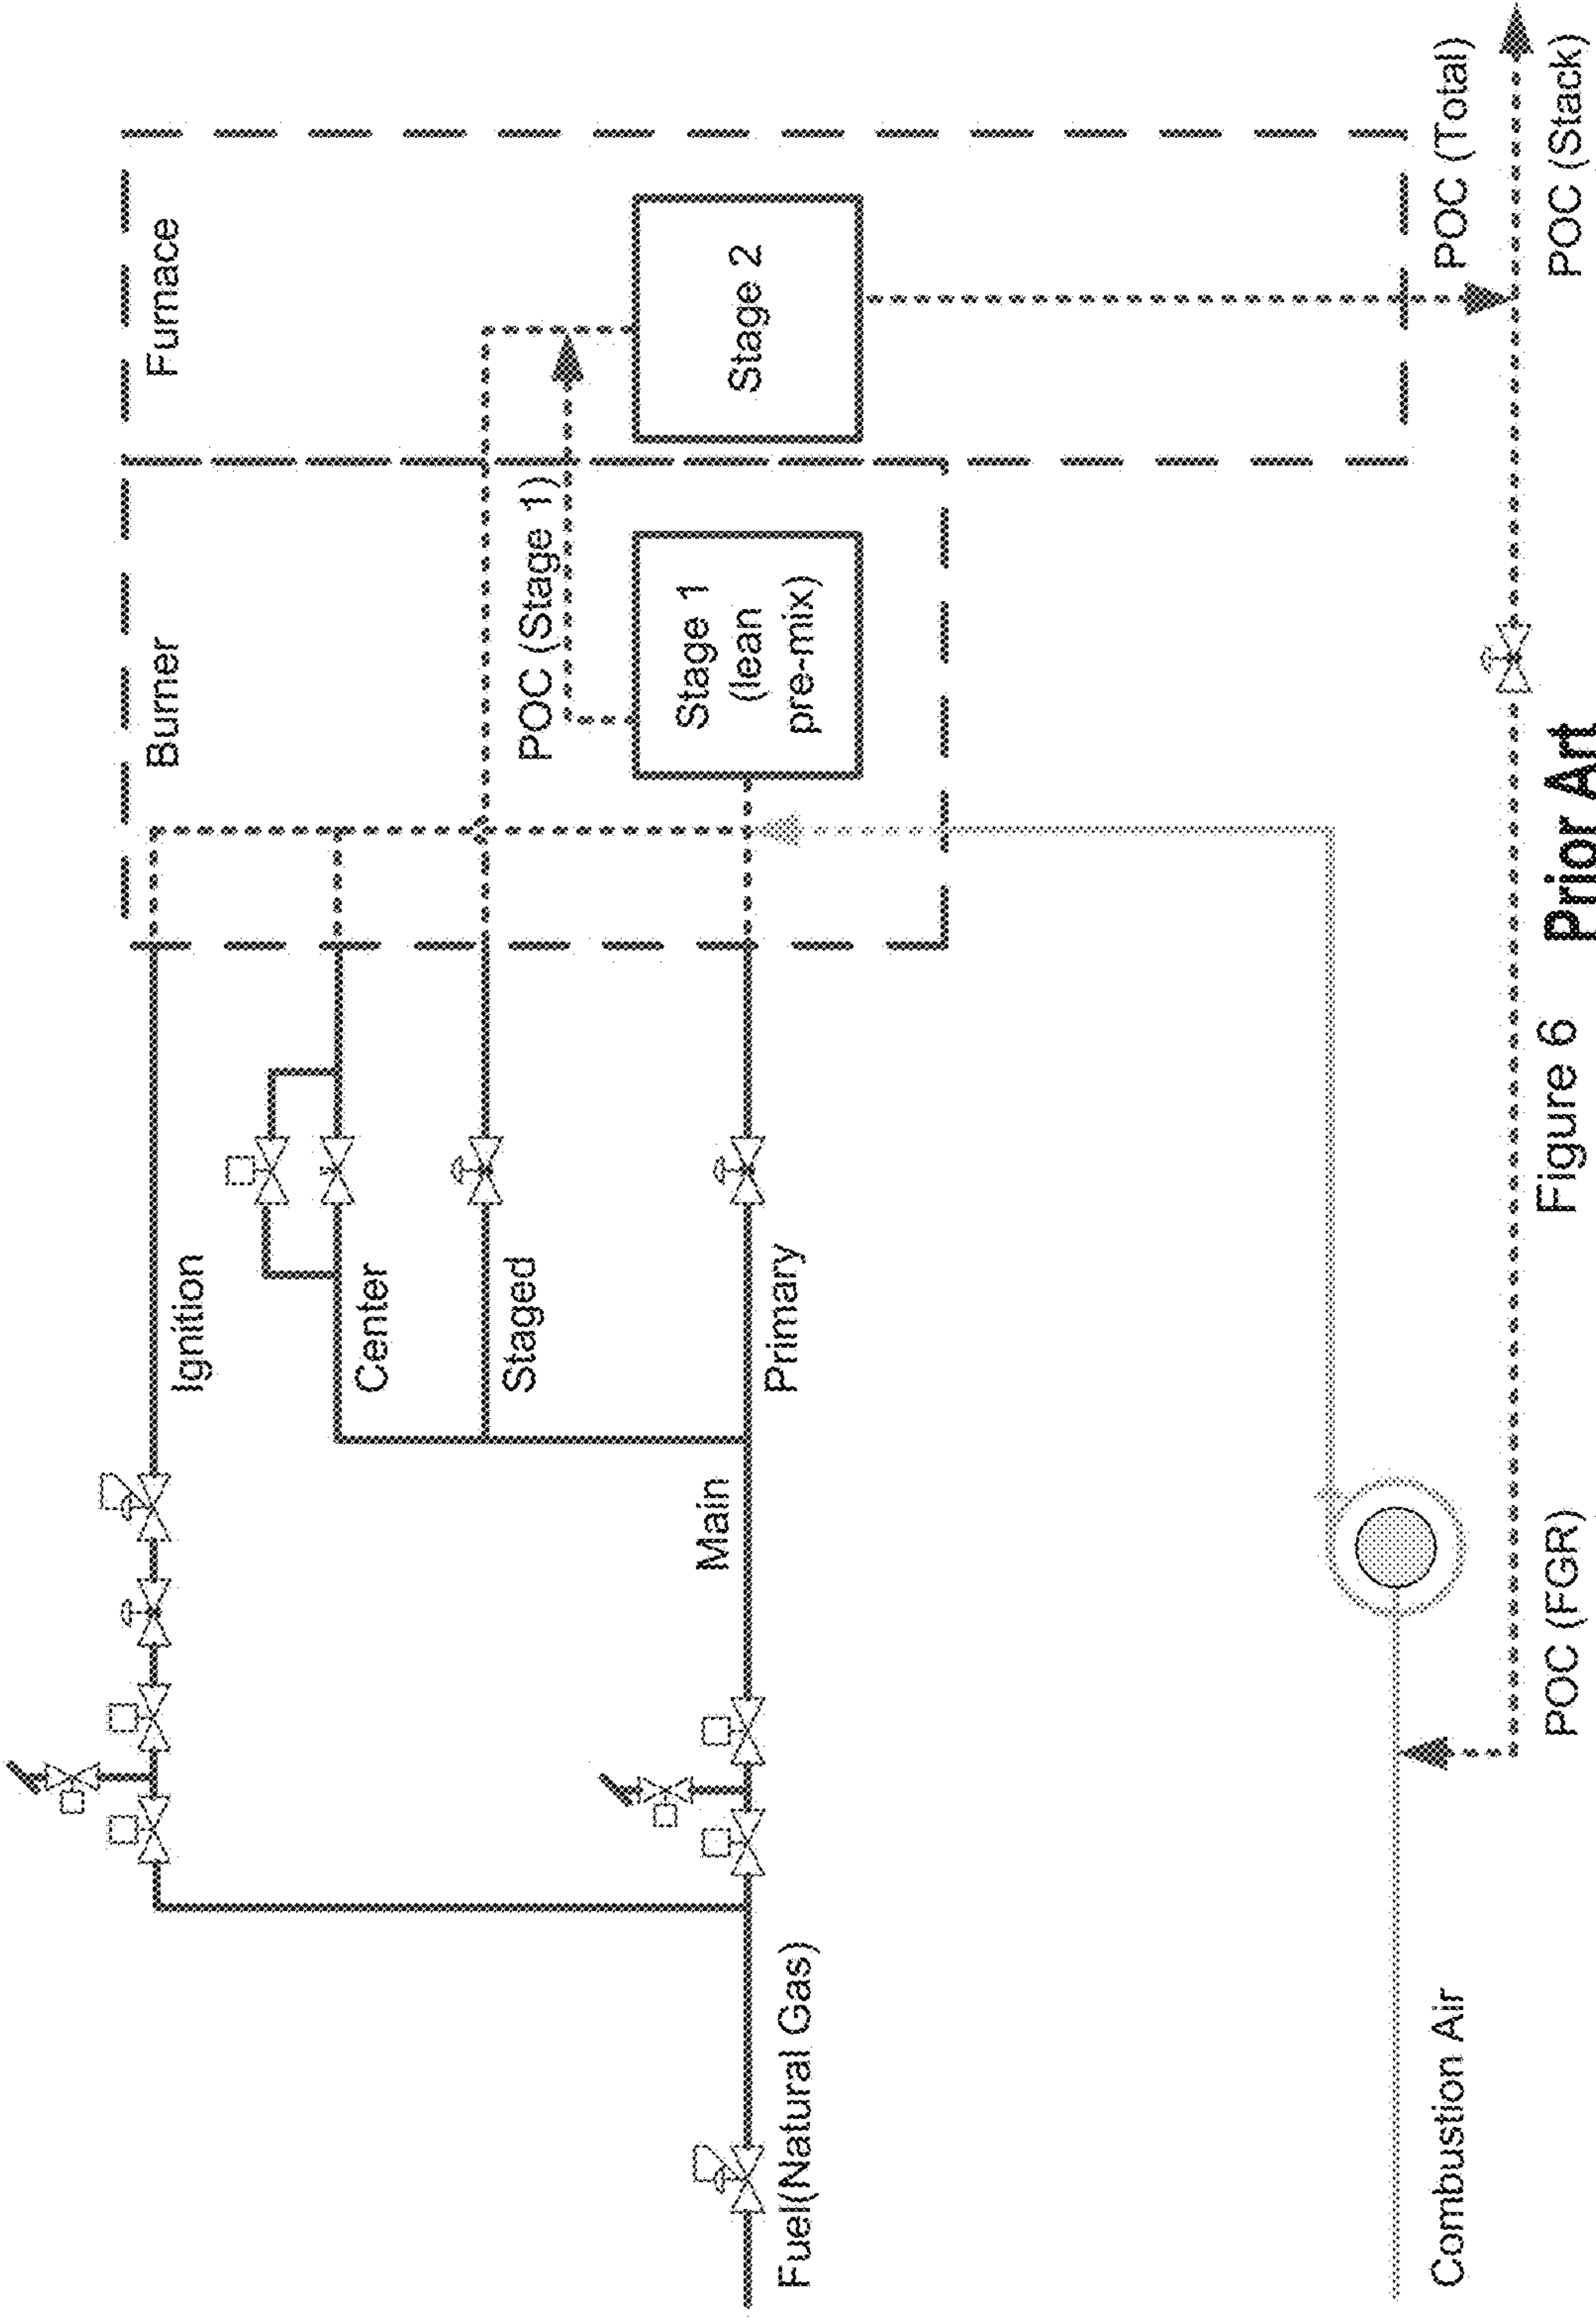 Furnace
Burner
Ignition
Center
Staged
Primary
Main
Fuel(Natural Gas)
POC (Stage 1)
Stage 1
(lean
pre-mix)
Stage 2
POC (Total)
POC (Stack)
Combustion Air
POC (FGR)
Figure 6
Prior Art